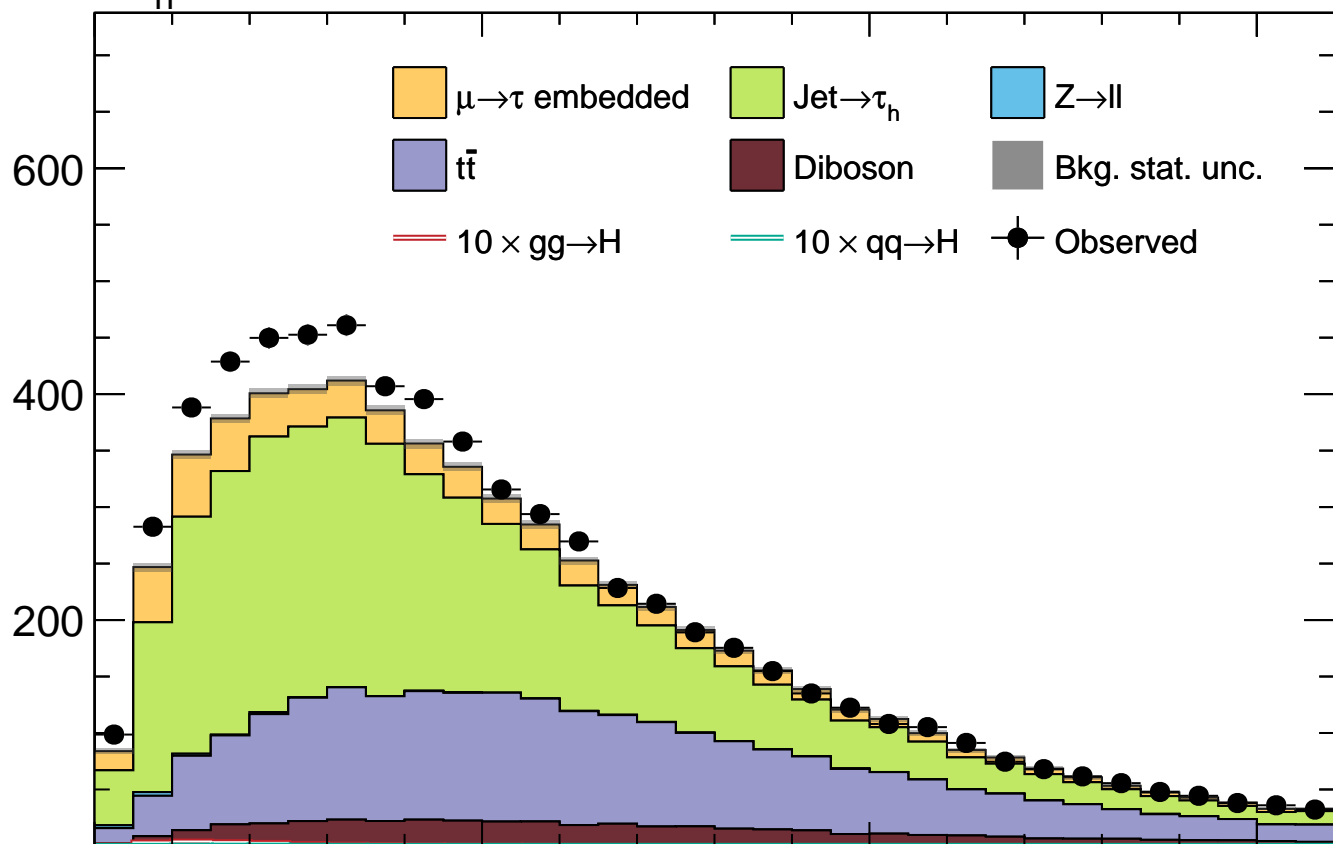 μ→τ embedded
Jet→τₕ
Z→ll
600
tt̄
Diboson
Bkg. stat. unc.
10 × gg→H
10 × qq→H
Observed
400
200